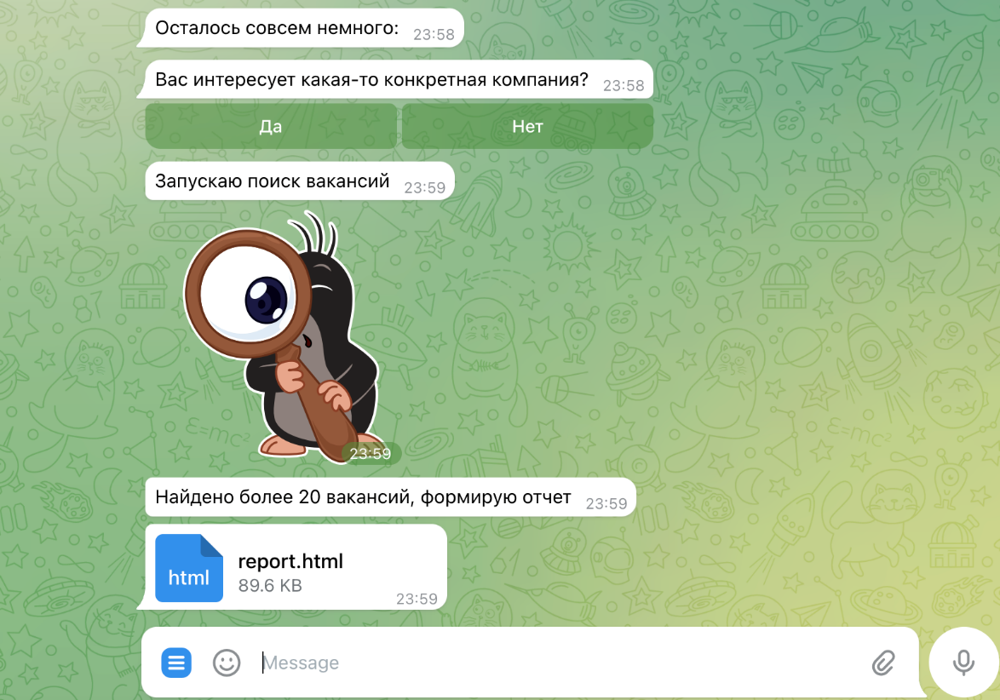 Осталось совсем немного: 23:58
Вас интересует какая-то конкретная компания? 23:58
Да Нет
Запускаю поиск вакансий 23:59
23:59
Найдено более 20 вакансий, формирую отчет 23:59
report.html
html
89.6 KB
23:59
Message